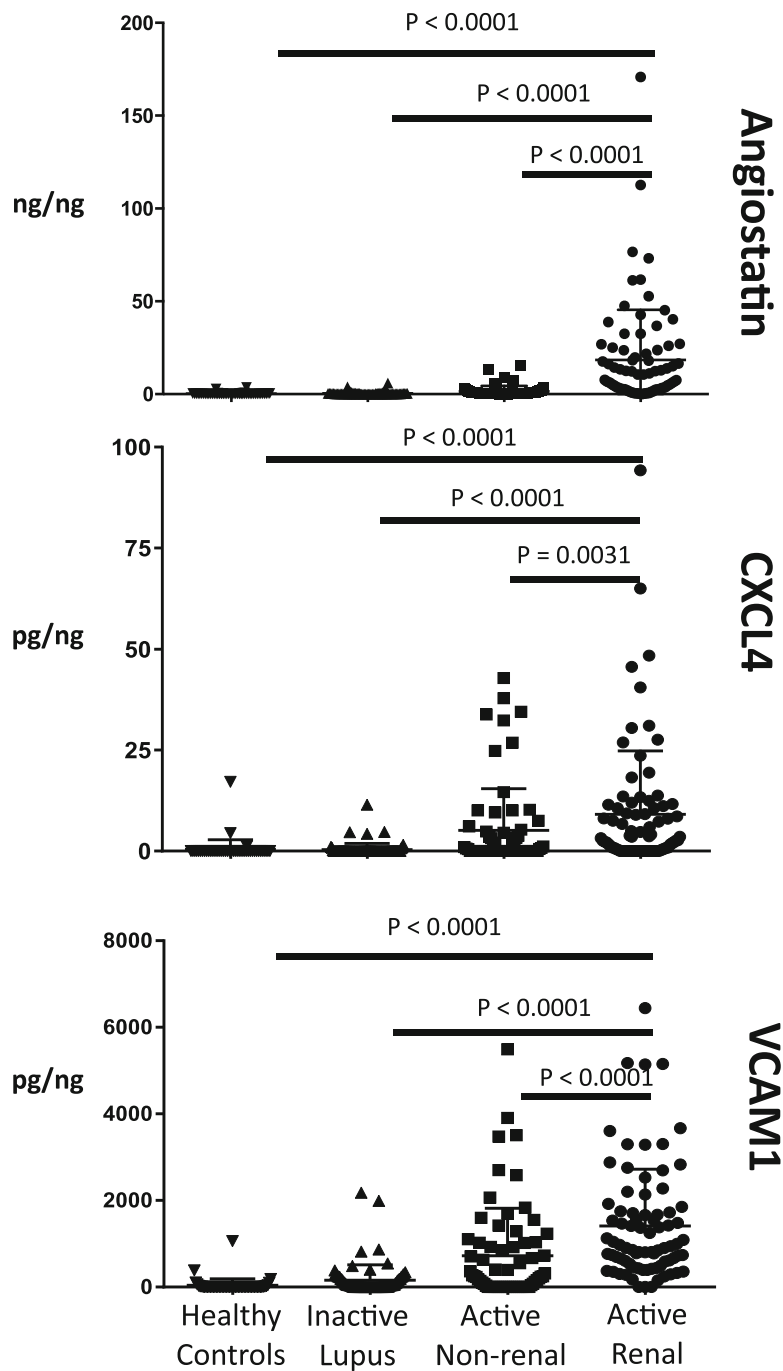 200
P < 0.0001
P < 0.0001
150
P < 0.0001
ng/ng
100
50
0
Angiostatin
P < 0.0001
100
P < 0.0001
75
P = 0.0031
pg/ng
50
25
0
CXCL4
P < 0.0001
8000
P < 0.0001
6000
P < 0.0001
pg/ng
4000
2000
0
VCAM1
Healthy Controls
Inactive Lupus
Active Non-renal
Active Renal